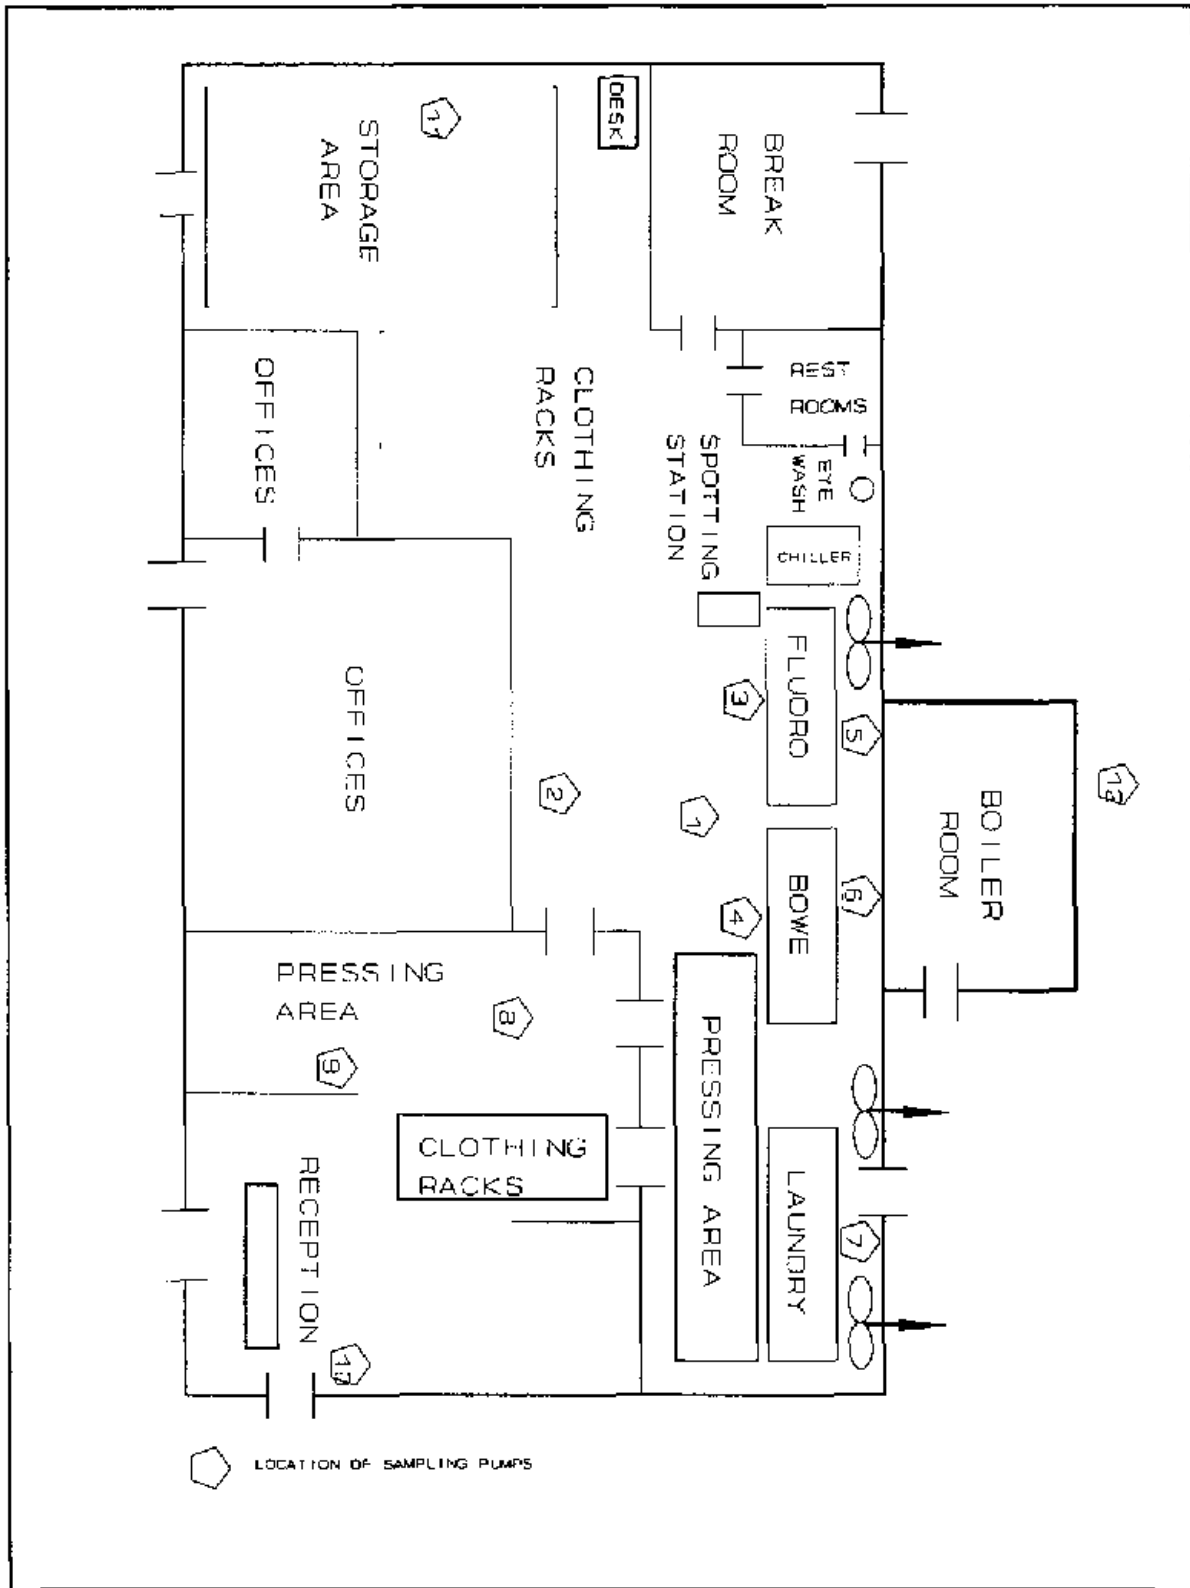 DESK
11
STORAGE
AREA
BREAK
ROOM
REST
ROOMS
OFFICES
CLOTHING
RACKS
SPOTTING
STATION
EYE
WASH
CHILLER
FLUORO
3
5
OFFICES
2
1
BOILER
ROOM
BOWE
6
4
PRESSING
AREA
8
9
PRESSING AREA
CLOTHING
RACKS
RECEPTION
LAUNDRY
7
LOCATION OF SAMPLING PUMPS